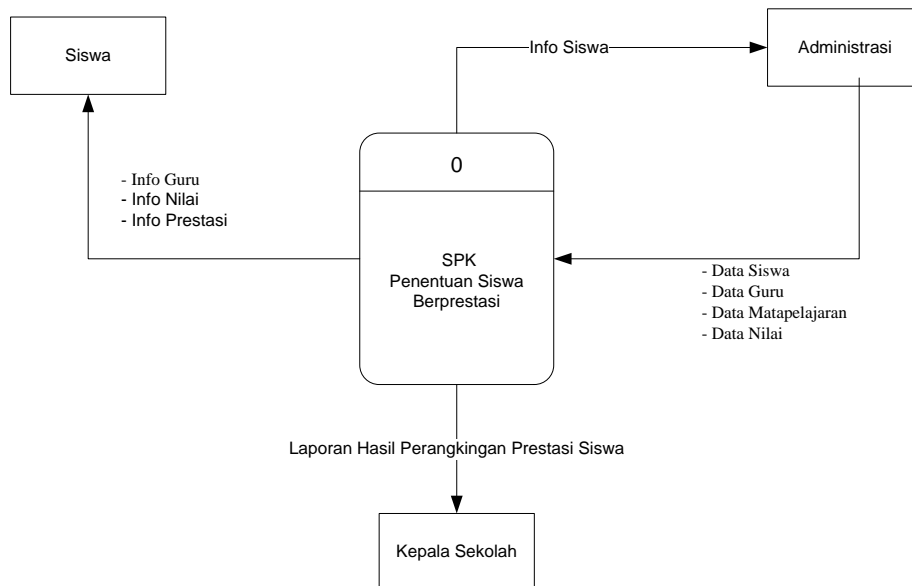 Siswa
Info Siswa
Administrasi
0
- Info Guru
- Info Nilai
- Info Prestasi
SPK
Penentuan Siswa
Berprestasi
- Data Siswa
- Data Guru
- Data Matapelajaran
- Data Nilai
Laporan Hasil Perangkingan Prestasi Siswa
Kepala Sekolah